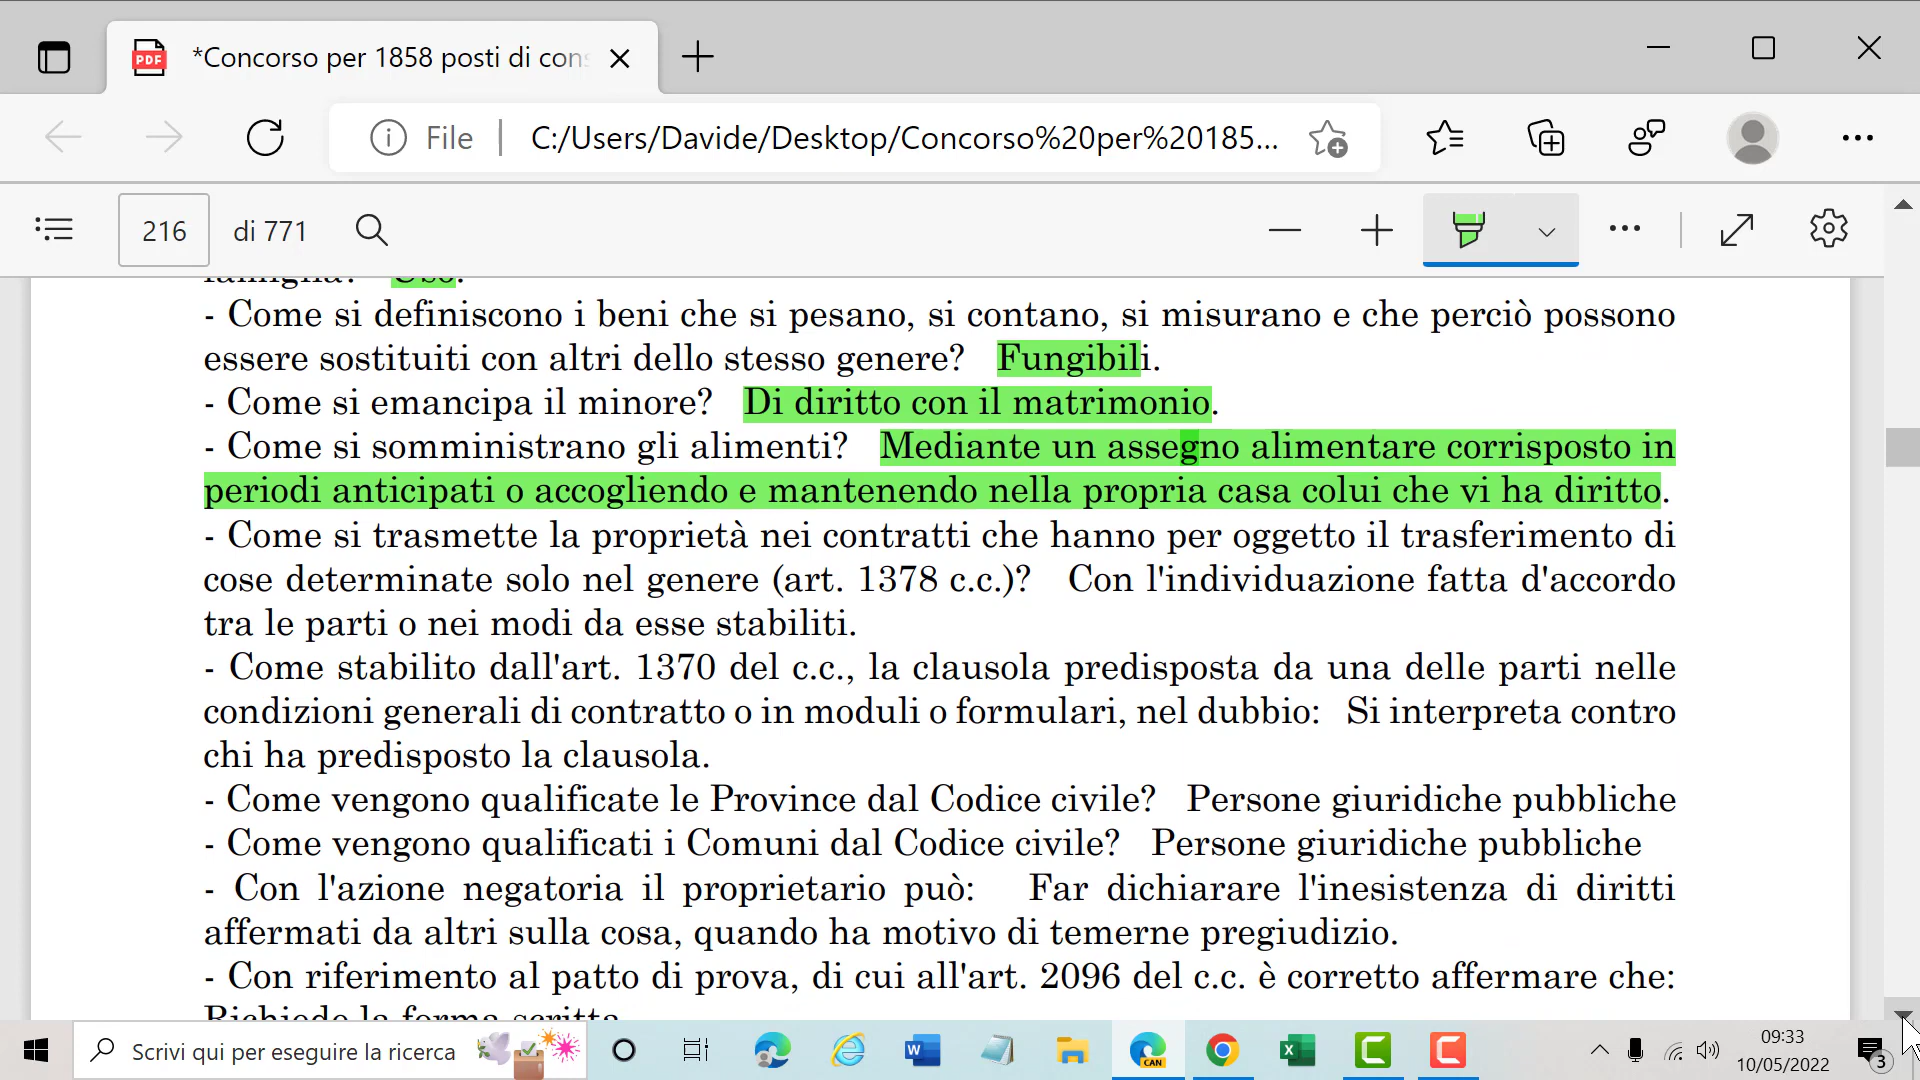 *Concorso per 1858 posti di con
File
C:/Users/Davide/Desktop/Concorso%20per%20185...
216 di 771
famiglia? Uso.
- Come si definiscono i beni che si pesano, si contano, si misurano e che perciò possono
essere sostituiti con altri dello stesso genere? Fungibili.
- Come si emancipa il minore? Di diritto con il matrimonio.
- Come si somministrano gli alimenti? Mediante un assegno alimentare corrisposto in
periodi anticipati o accogliendo e mantenendo nella propria casa colui che vi ha diritto.
- Come si trasmette la proprietà nei contratti che hanno per oggetto il trasferimento di
cose determinate solo nel genere (art. 1378 c.c.)? Con l'individuazione fatta d'accordo
tra le parti o nei modi da esse stabiliti.
- Come stabilito dall'art. 1370 del c.c., la clausola predisposta da una delle parti nelle
condizioni generali di contratto o in moduli o formulari, nel dubbio: Si interpreta contro
chi ha predisposto la clausola.
- Come vengono qualificate le Province dal Codice civile? Persone giuridiche pubbliche
- Come vengono qualificati i Comuni dal Codice civile? Persone giuridiche pubbliche
- Con l'azione negatoria il proprietario può: Far dichiarare l'inesistenza di diritti
affermati da altri sulla cosa, quando ha motivo di temerne pregiudizio.
- Con riferimento al patto di prova, di cui all'art. 2096 del c.c. è corretto affermare che:
Richiede la forma scritta
Scrivi qui per eseguire la ricerca
CAN
09:33
10/05/2022
3